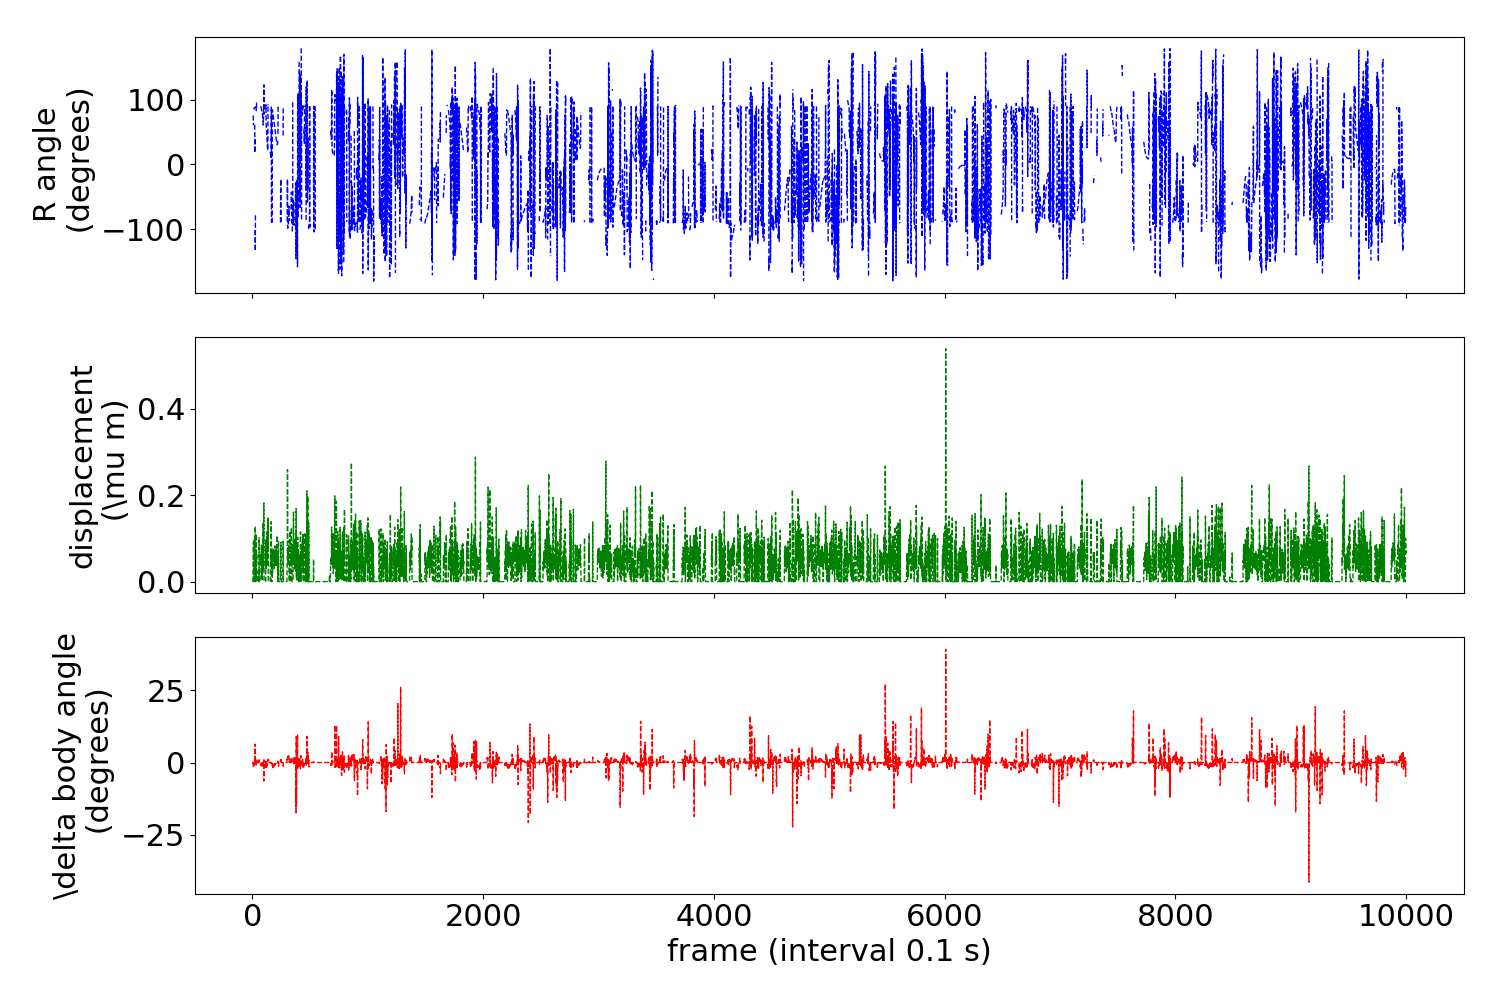 R angle
(degrees)
100
0
−100
displacement
(\mu m)
0.4
0.2
0.0
\delta body angle
(degrees)
25
0
−25
0 2000 4000 6000 8000 10000
frame (interval 0.1 s)